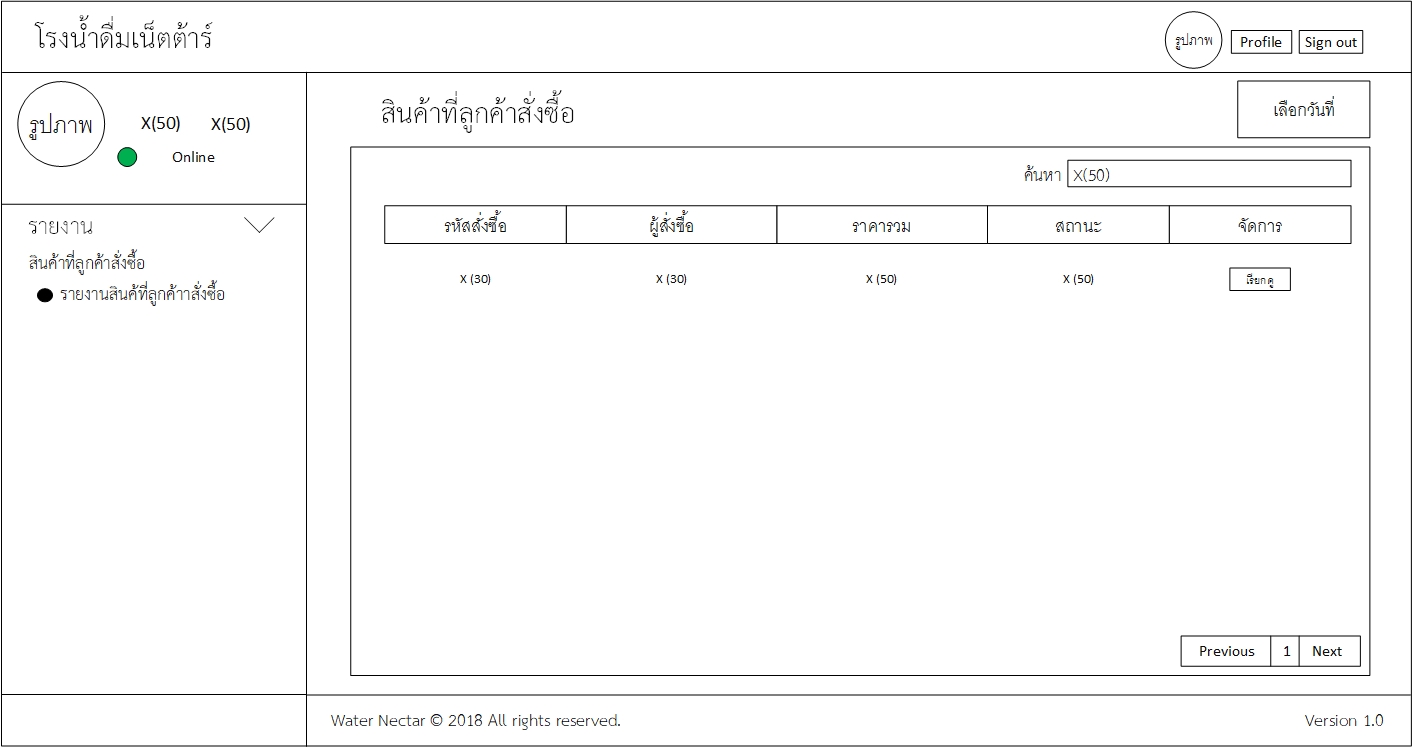 โรงน้ำดื่มเน็ตต้าร์
รูปภาพ Profile Sign out
รูปภาพ X(50) X(50)
Online
รายงาน
สินค้าที่ลูกค้าสั่งซื้อ
รายงานสินค้ที่ลูกค้าาสั่งซื้อ
สินค้าที่ลูกค้าสั่งซื้อ
เลือกวันที่
ค้นหา X(50)
รหัสสั่งซื้อ ผู้สั่งซื้อ ราคารวม สถานะ จัดการ
X (30) X (30) X (50) X (50) เรียกดู
Previous 1 Next
Water Nectar © 2018 All rights reserved. Version 1.0